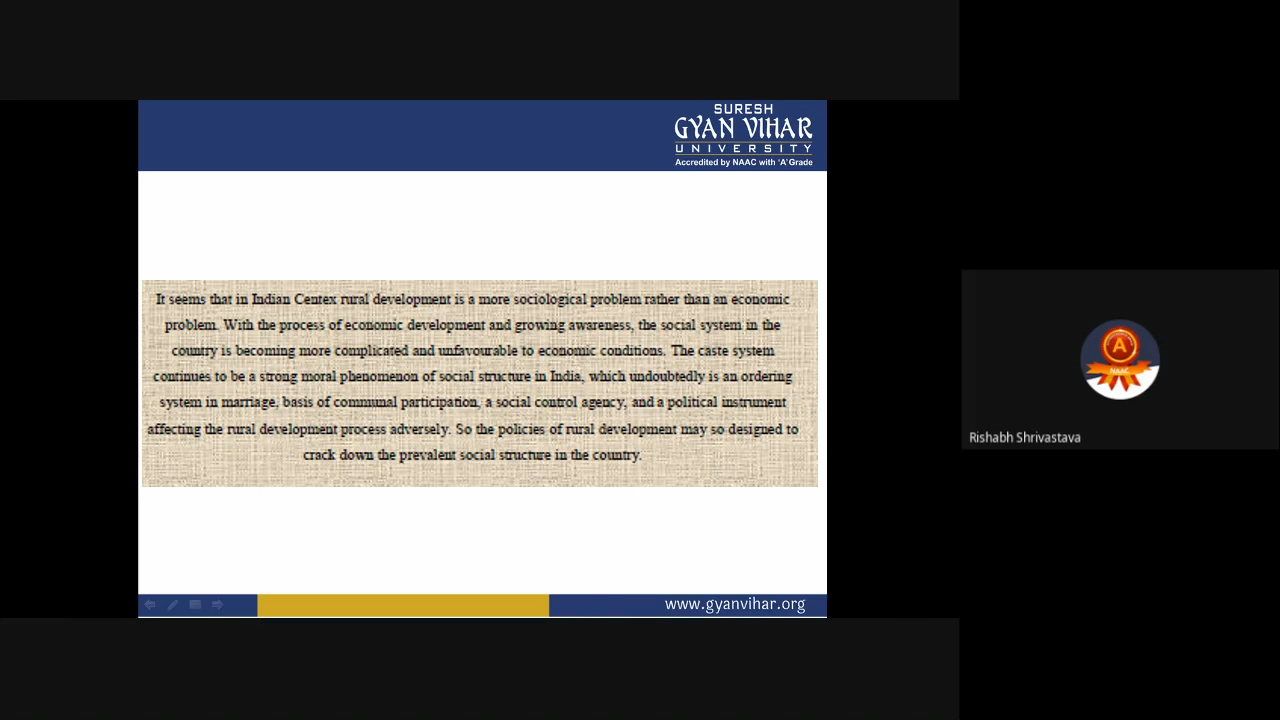 SURESH
GYAN VIHAR
UNIVERSITY
Accredited by NAAC with 'A' Grade
It seems that in Indian Centex rural development is a more sociological problem rather than an economic
problem. With the process of economic development and growing awareness, the social system in the
country is becoming more complicated and unfavourable to economic conditions. The caste system
continues to be a strong moral phenomenon of social structure in India, which undoubtedly is an ordering
system in marriage, basis of communal participation, a social control agency, and a political instrument
affecting the rural development process adversely. So the policies of rural development may so designed to
crack down the prevalent social structure in the country.
www.gyanvihar.org
A
NAAC
Rishabh Shrivastava